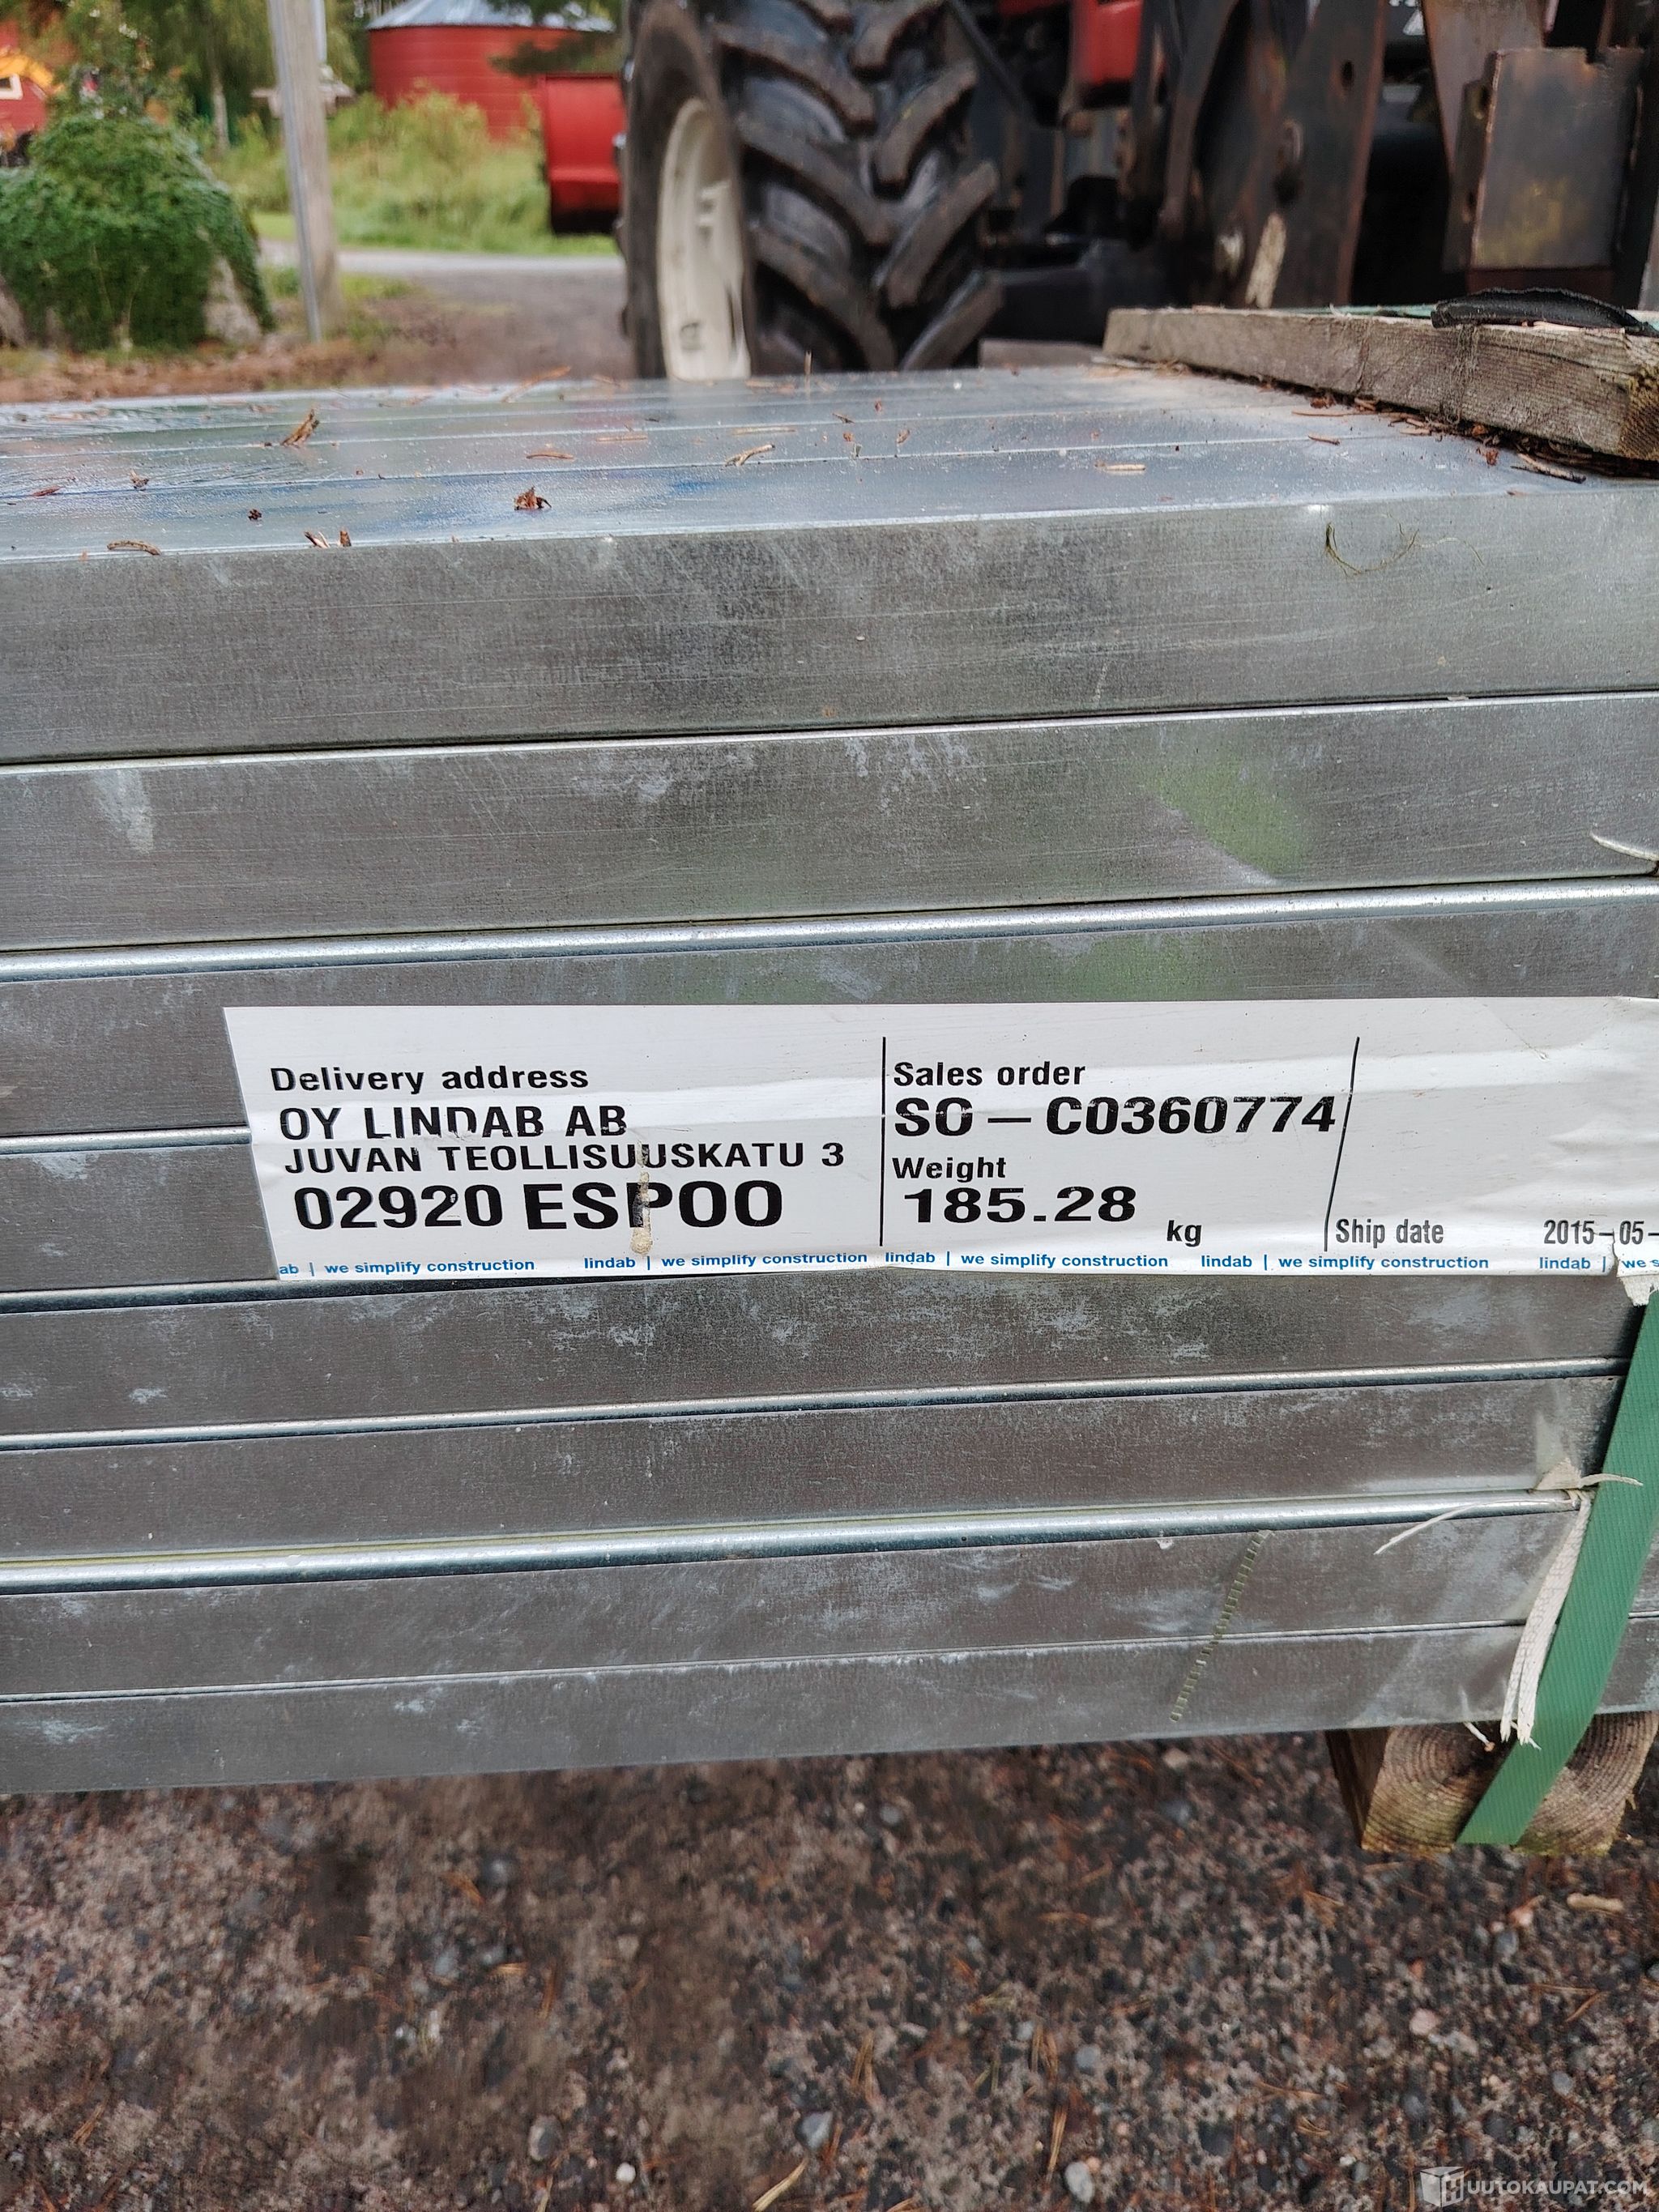 Delivery address
OY LINDAB AB
JUVAN TEOLLISUUSKATU 3
02920 ESPOO
Sales order
SO-C0360774
Weight
185.28 kg
Ship date 2015-05-
ab | we simplify construction lindab | we simplify construction lindab | we simplify construction lindab | we simplify construction lindab | we s
HUUTOKAUPAT.COM